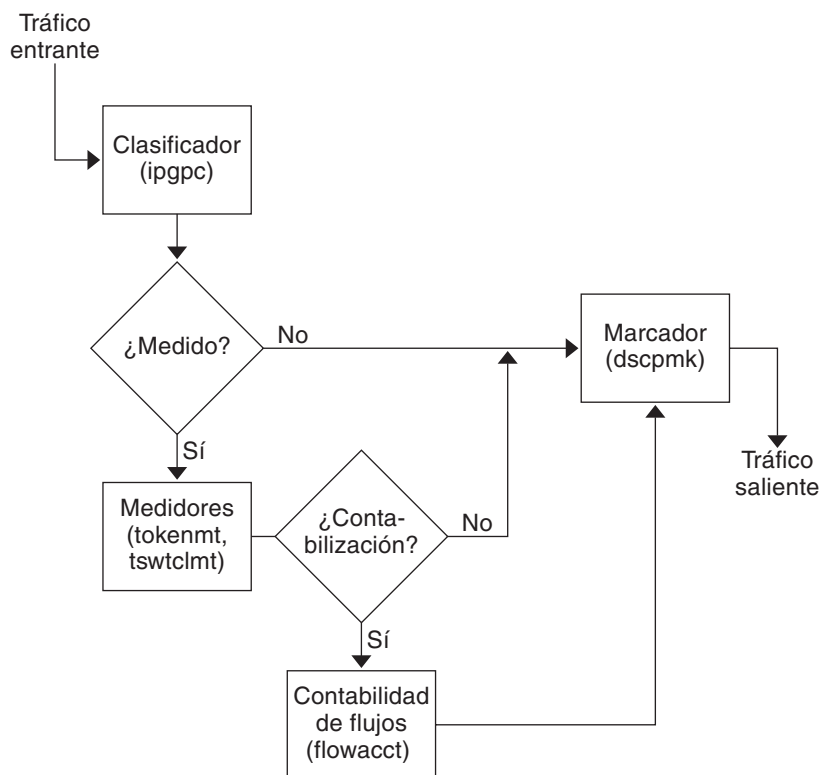 Tráfico
entrante
Clasificador
(ipgpc)
¿Medido?
No
Marcador
(dscpmk)
Sí
Tráfico
saliente
Medidores
(tokenmt,
tswtclmt)
¿Conta-
bilización?
No
Sí
Contabilidad
de flujos
(flowacct)